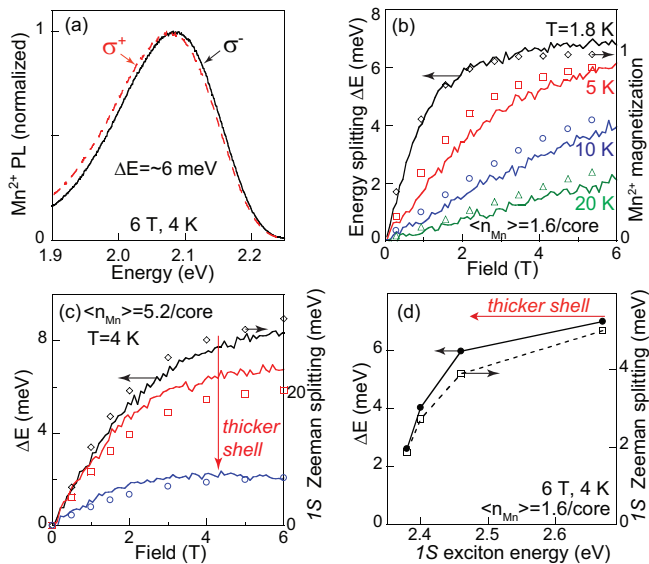 (a)
σ+
σ-
ΔE=~6 meV
6 T, 4 K
Mn2+ PL (normalized)
1
0
1.9 2.0 2.1 2.2
Energy (eV)
(b)
T=1.8 K
5 K
10 K
20 K
<nMn>=1.6/core
Energy splitting ΔE (meV)
6
4
2
0
Mn2+ magnetization
1
0
0 2 4 6
Field (T)
(c)
<nMn>=5.2/core
T=4 K
thicker
shell
ΔE (meV)
8
4
0
1S Zeeman splitting (meV)
20
0
0 2 4 6
Field (T)
(d)
thicker shell
6 T, 4 K
<nMn>=1.6/core
ΔE (meV)
6
4
2
0
1S Zeeman splitting (meV)
4
2
0
2.4 2.5 2.6
1S exciton energy (eV)